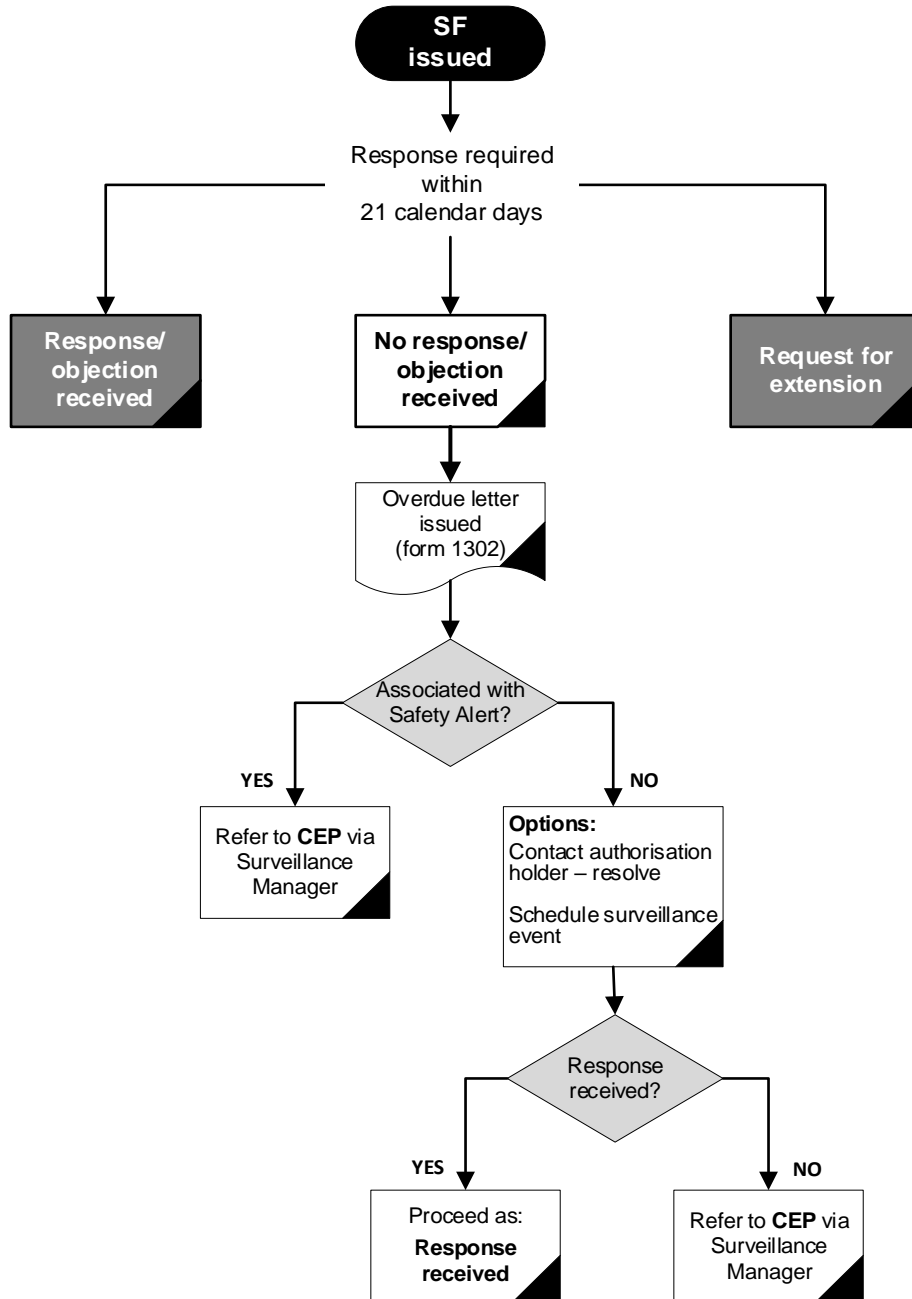 SF
issued
Response required
within
21 calendar days
Response/
objection
received
No response/
objection
received
Request for
extension
Overdue letter
issued
(form 1302)
Associated with
Safety Alert?
YES
NO
Refer to CEP via
Surveillance
Manager
Options:
Contact authorisation
holder – resolve
Schedule surveillance
event
Response
received?
YES
NO
Proceed as:
Response
received
Refer to CEP via
Surveillance
Manager